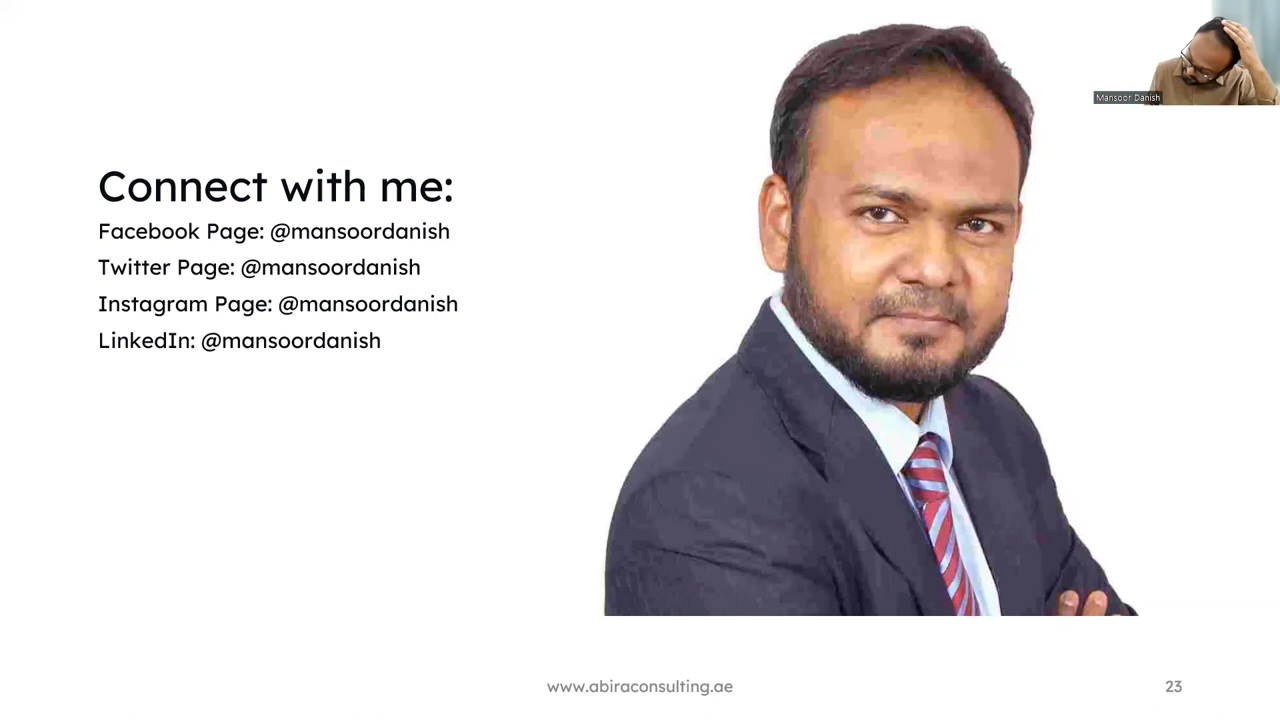 Mansoor Danish
Connect with me:
Facebook Page: @mansoordanish
Twitter Page: @mansoordanish
Instagram Page: @mansoordanish
LinkedIn: @mansoordanish
www.abiraconsulting.ae
23